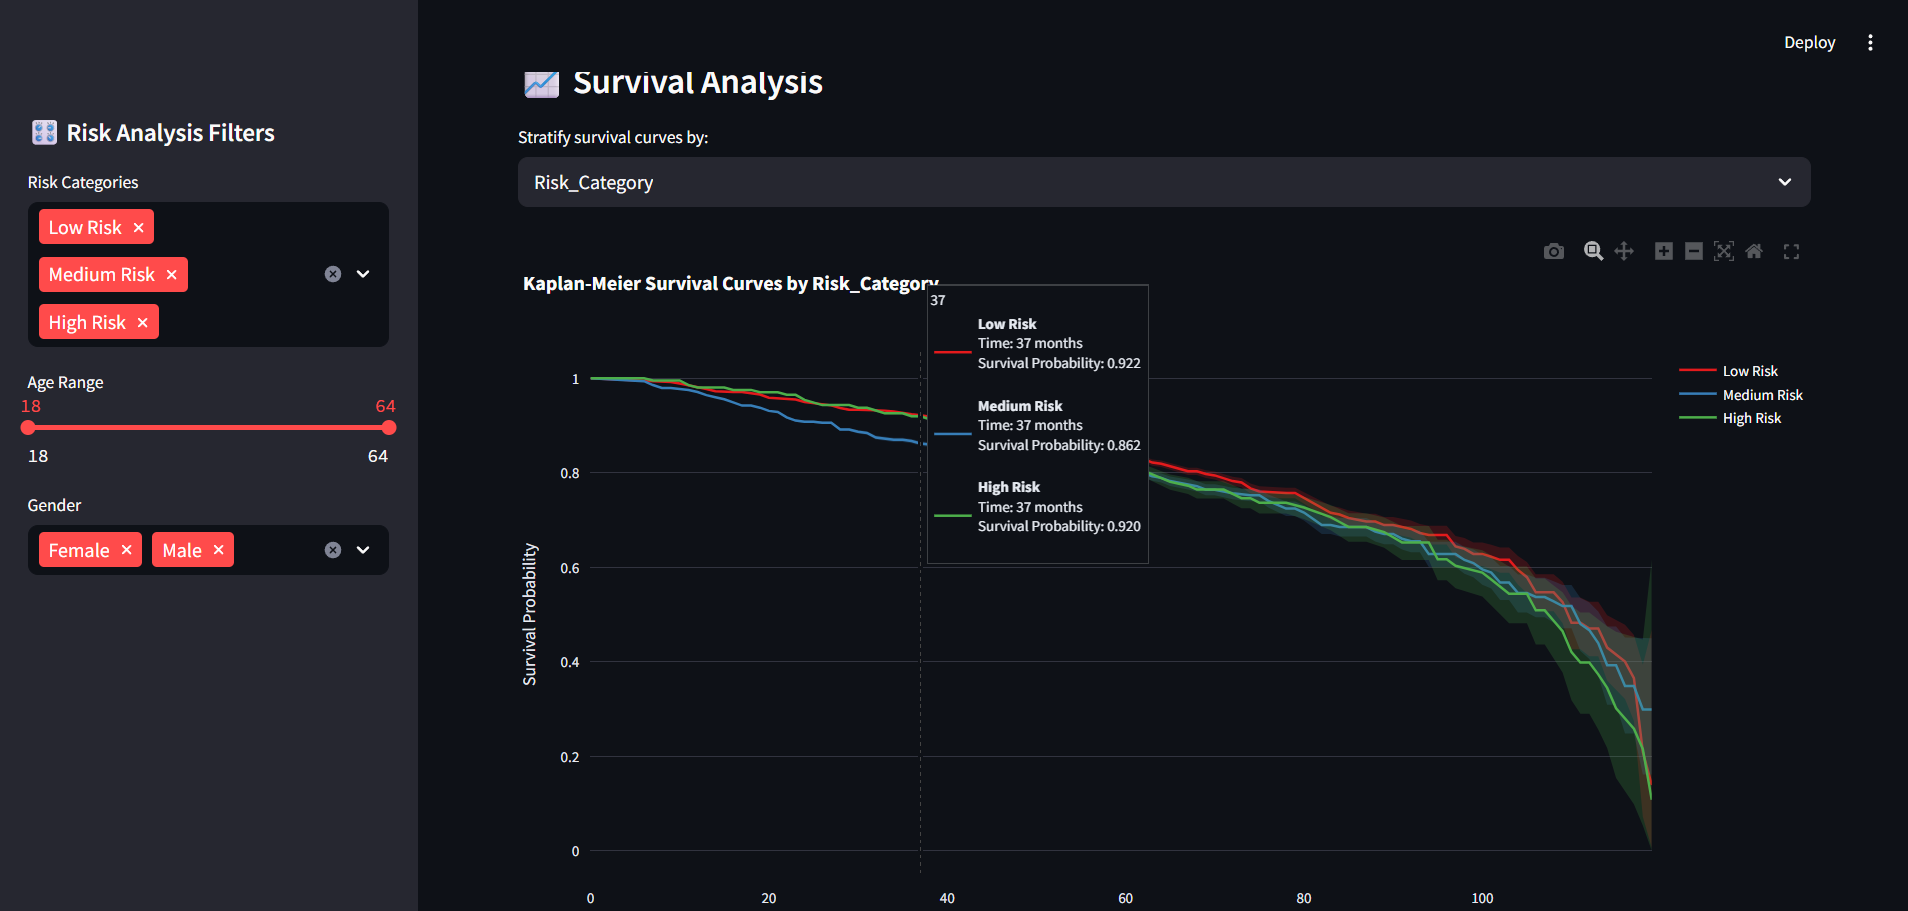 Deploy
Risk Analysis Filters
Risk Categories
Low Risk
Medium Risk
High Risk
Age Range
18 64
18 64
Gender
Female Male
Survival Analysis
Stratify survival curves by:
Risk_Category
Kaplan-Meier Survival Curves by Risk_Category
37
Low Risk
Time: 37 months
Survival Probability: 0.922
Medium Risk
Time: 37 months
Survival Probability: 0.862
High Risk
Time: 37 months
Survival Probability: 0.920
Low Risk
Medium Risk
High Risk
Survival Probability
1
0.8
0.6
0.4
0.2
0
0 20 40 60 80 100